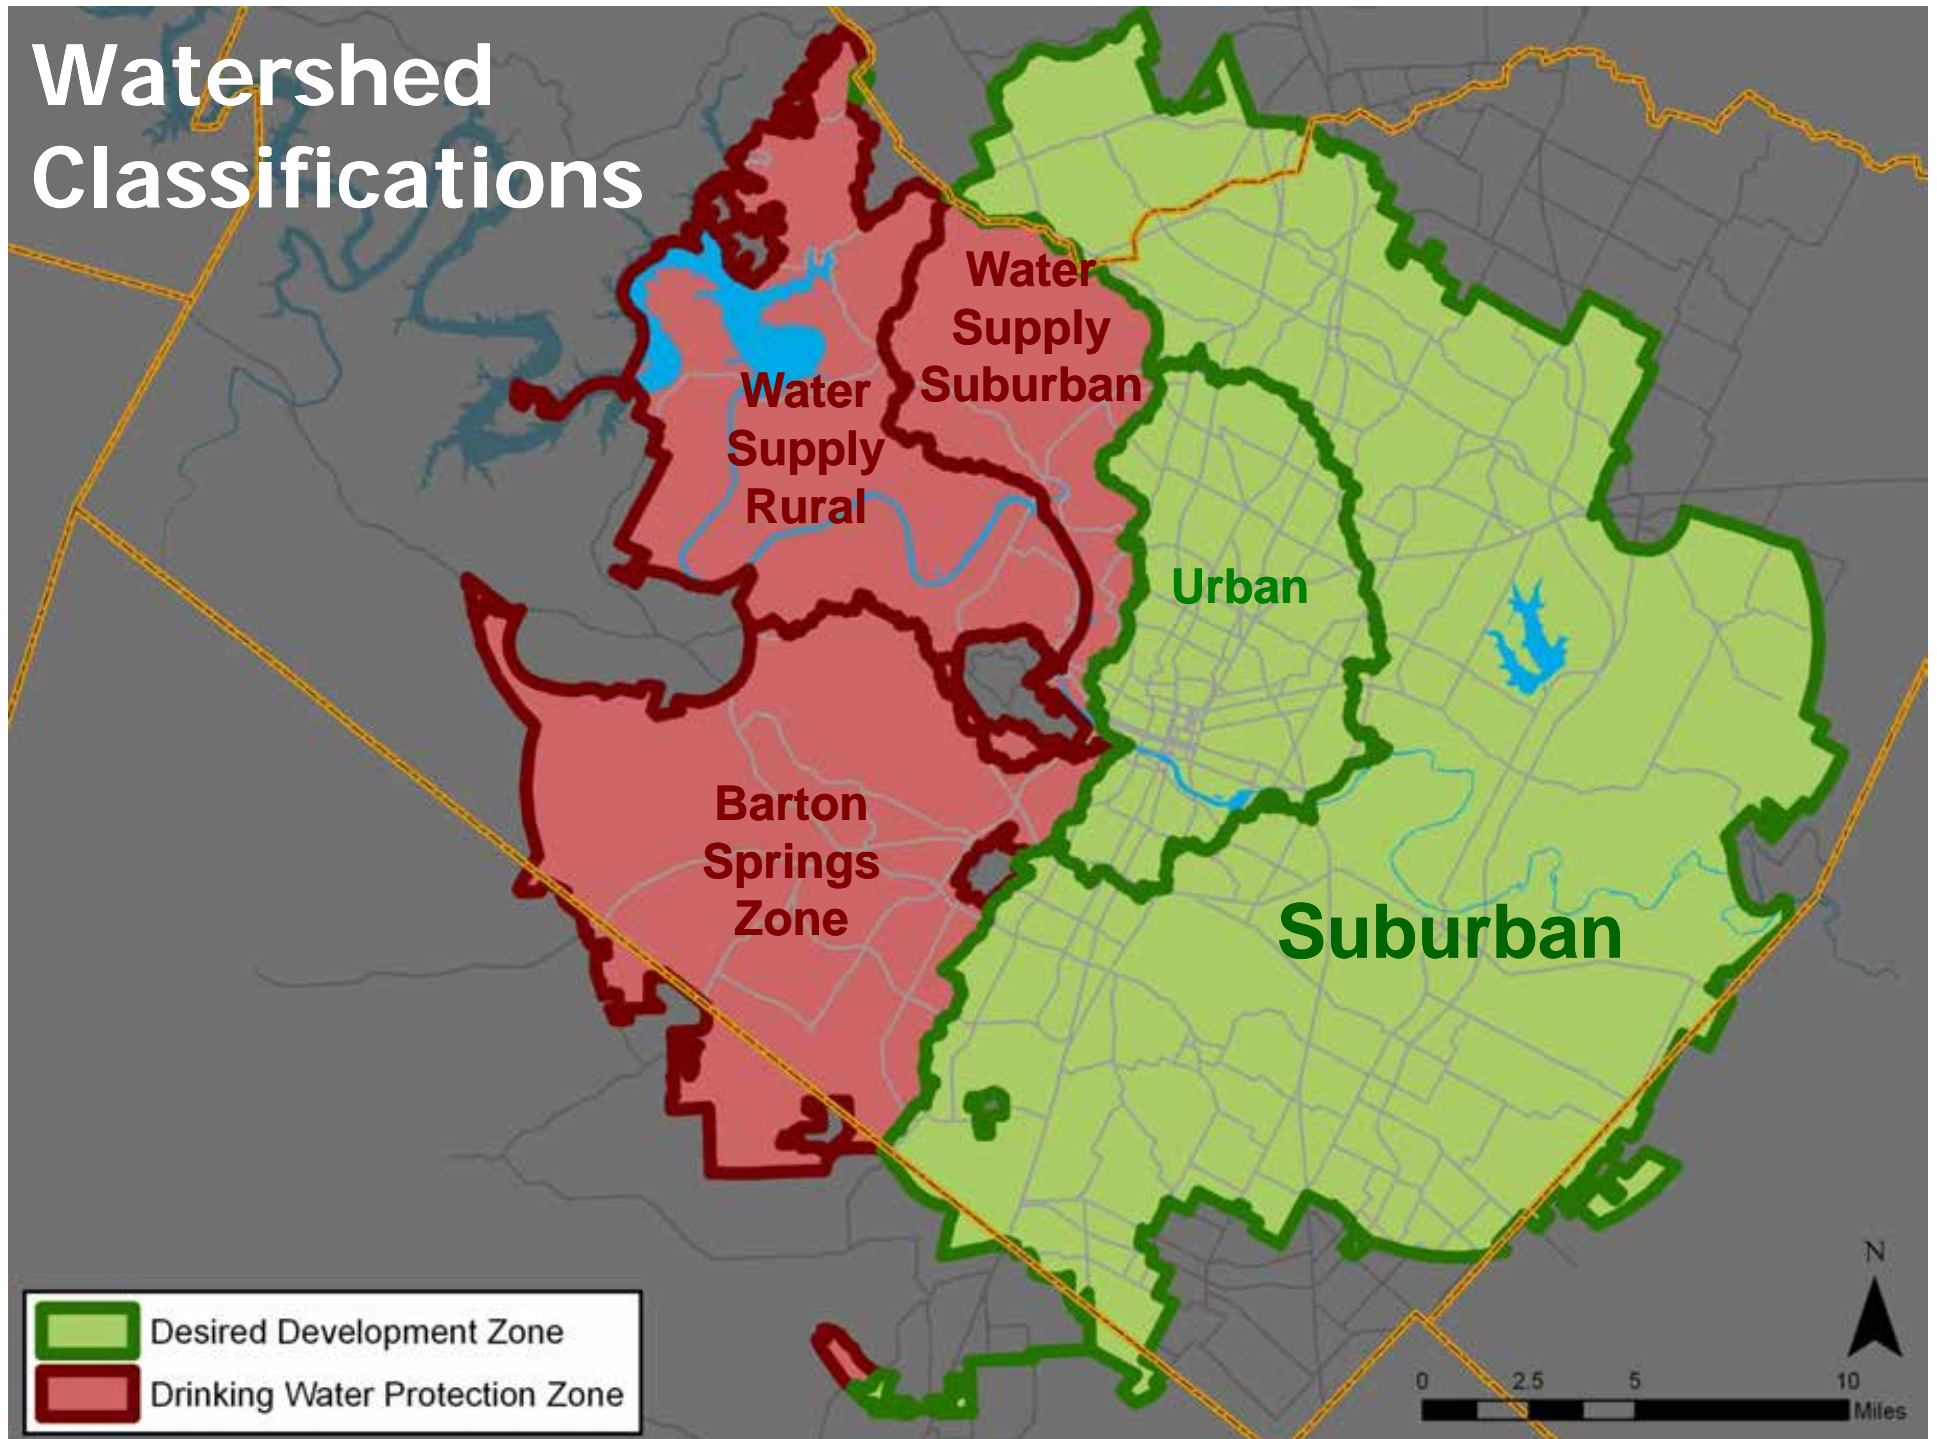 Watershed
Classifications
Water
Supply
Suburban
Water
Supply
Rural
Urban
Barton
Springs
Zone
Suburban
N
Desired Development Zone
Drinking Water Protection Zone
0 2.5 5 10
Miles